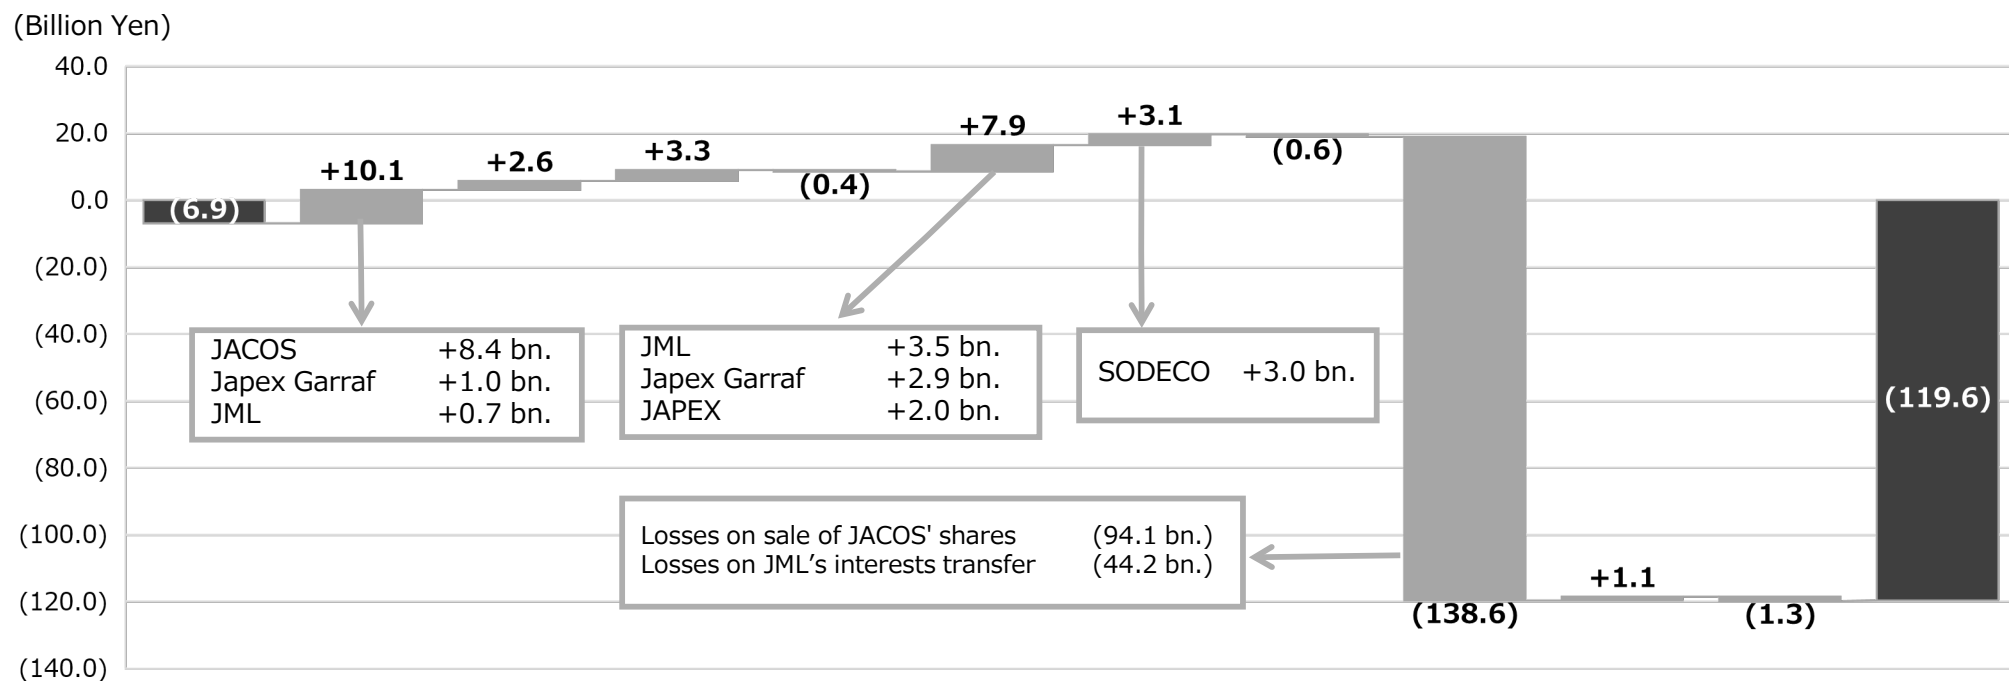 (Billion Yen)
40.0
20.0
0.0
(20.0)
(40.0)
(60.0)
(80.0)
(100.0)
(120.0)
(140.0)
(6.9)
+10.1
+2.6
+3.3
(0.4)
+7.9
+3.1
(0.6)
(138.6)
+1.1
(1.3)
(119.6)
JACOS +8.4 bn.
Japex Garraf +1.0 bn.
JML +0.7 bn.
JML +3.5 bn.
Japex Garraf +2.9 bn.
JAPEX +2.0 bn.
SODECO +3.0 bn.
Losses on sale of JACOS' shares (94.1 bn.)
Losses on JML’s interests transfer (44.2 bn.)